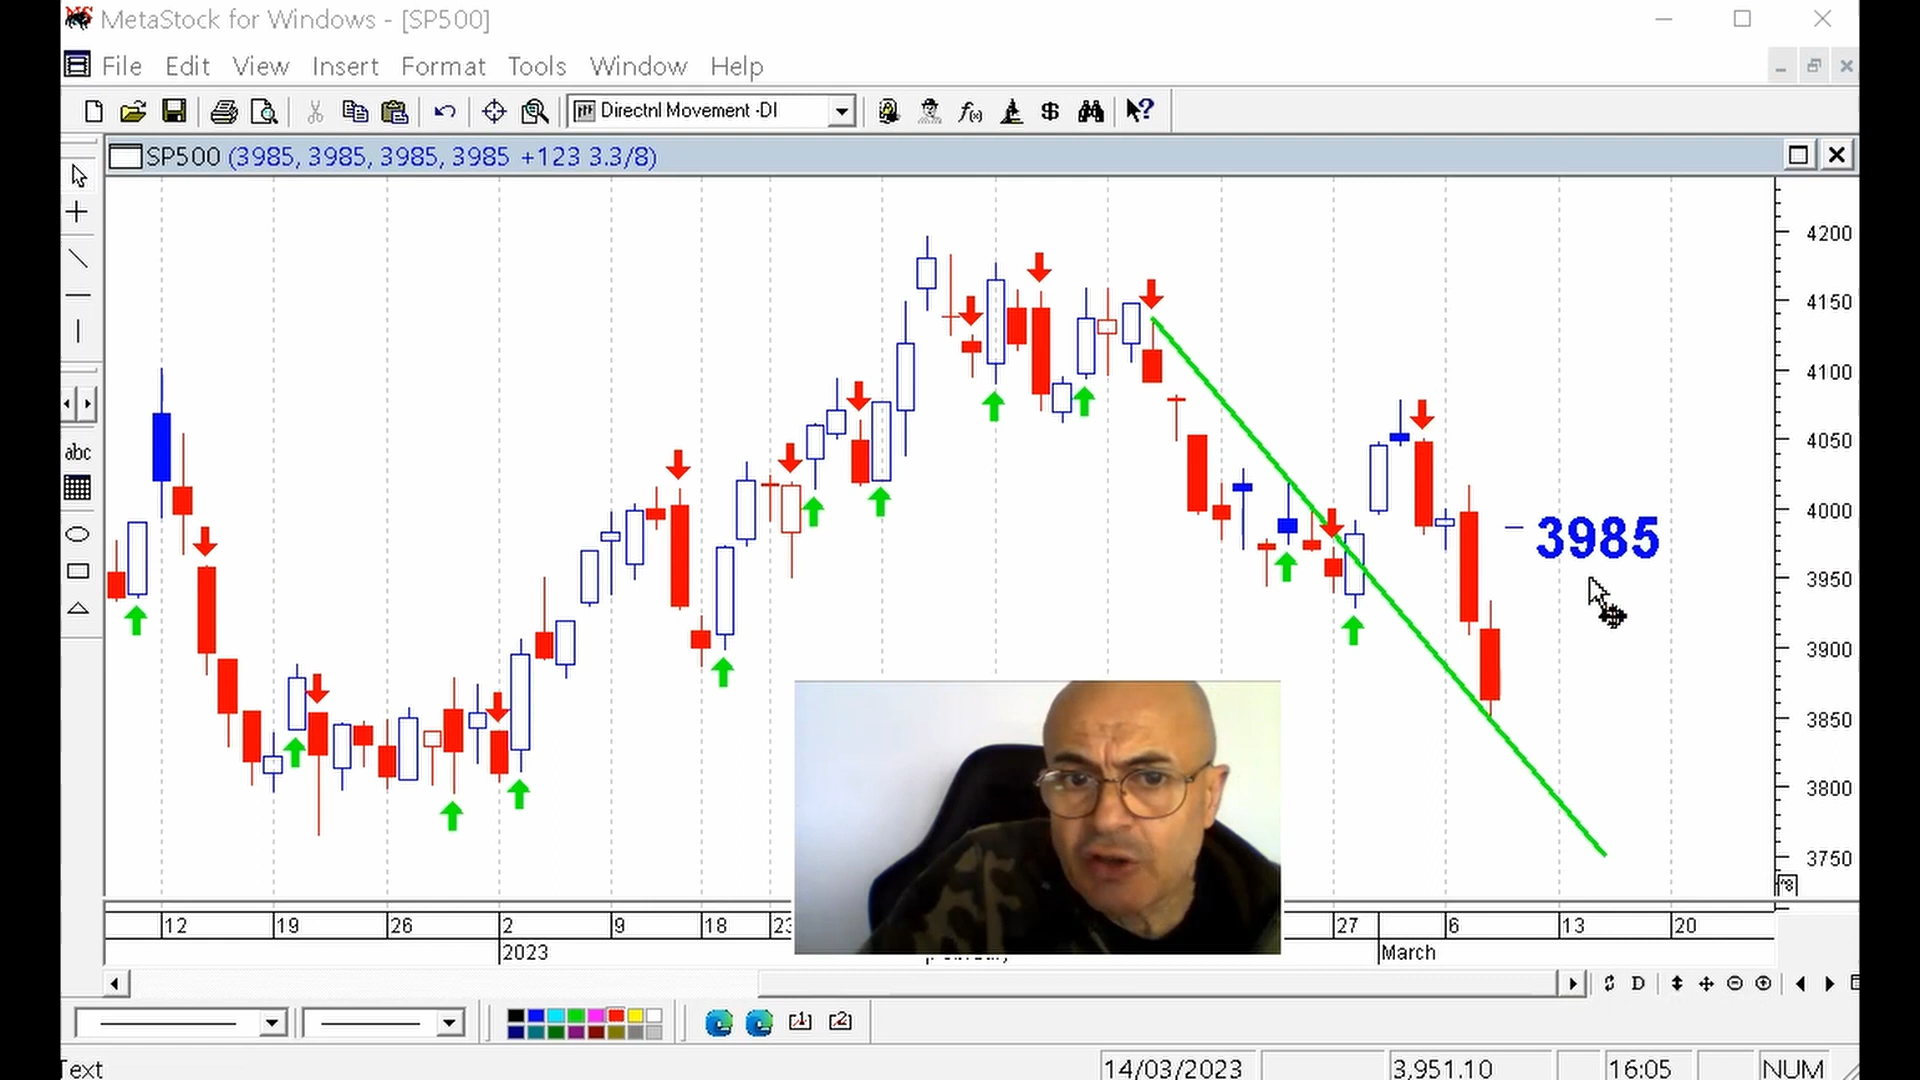 MetaStock for Windows - [SP500]
File Edit View Insert Format Tools Window Help
Directnl Movement -DI
f(x) $ ?
SP500 (3985, 3985, 3985, 3985 +123 3.3/8)
abc
4200
4150
4100
4050
4000
3985
3950
3900
3850
3800
3750
12 19 26 2 9 18 23 27 6 13 20
2023 March
D
1 2
Text 14/03/2023 3,951.10 16:05 NUM